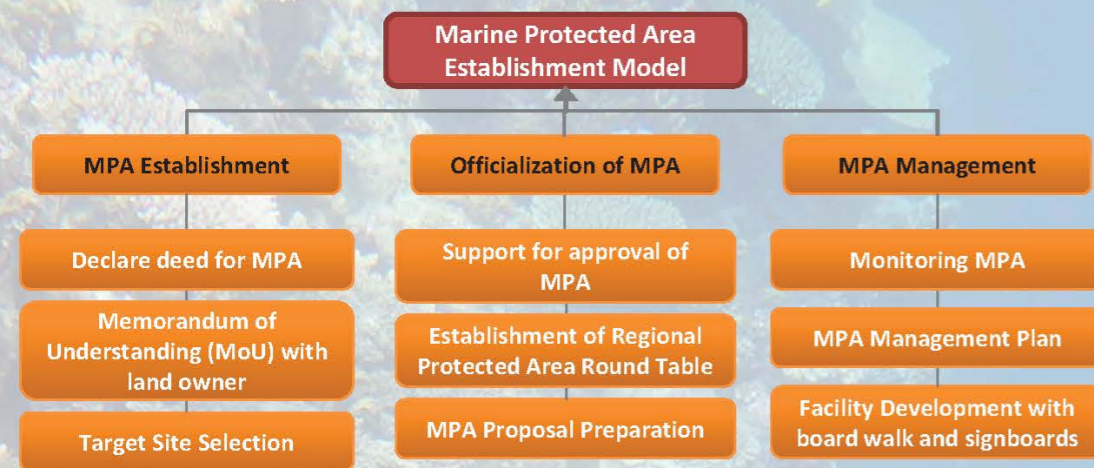 Marine Protected Area
Establishment Model
MPA Establishment
Declare deed for MPA
Memorandum of
Understanding (MoU) with
land owner
Target Site Selection
Officialization of MPA
Support for approval of
MPA
Establishment of Regional
Protected Area Round Table
MPA Proposal Preparation
MPA Management
Monitoring MPA
MPA Management Plan
Facility Development with
board walk and signboards